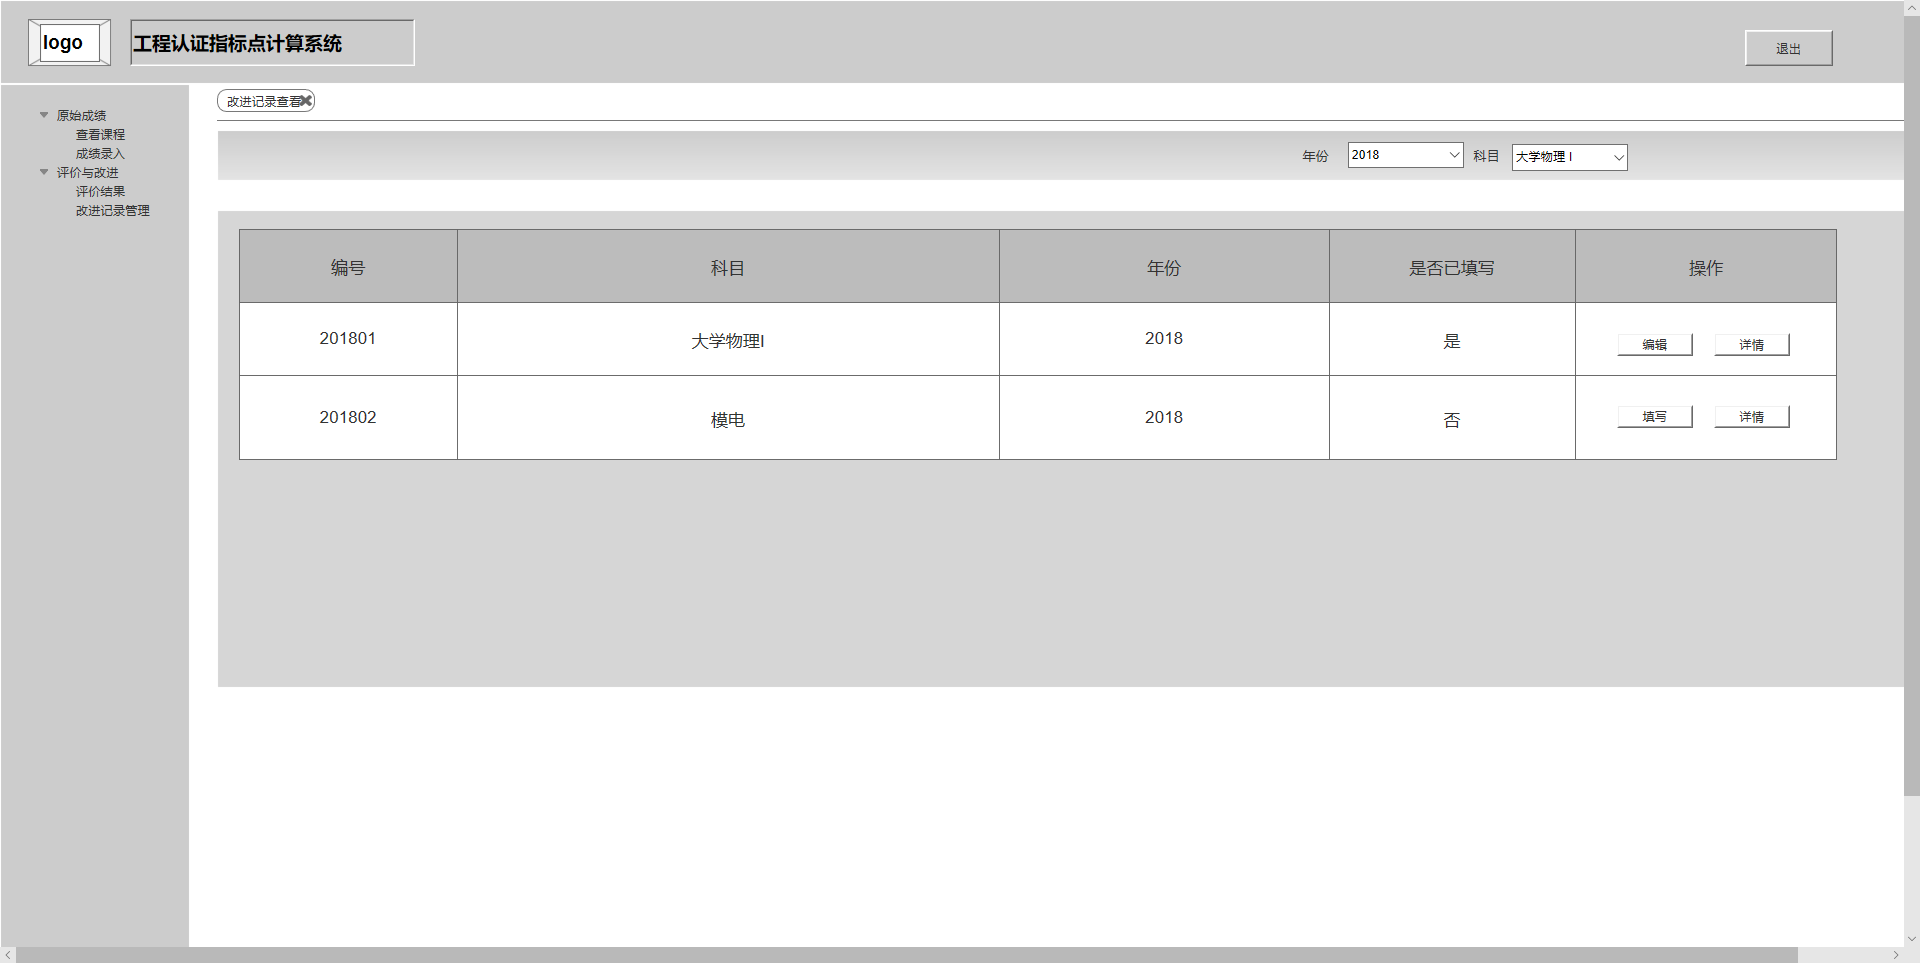 logo
工程认证指标点计算系统
退出
原始成绩
查看课程
成绩录入
评价与改进
评价结果
改进记录管理
改进记录查看
年份 2018 科目 大学物理 I
编号 科目 年份 是否已填写 操作
201801 大学物理I 2018 是 编辑 详情
201802 模电 2018 否 填写 详情